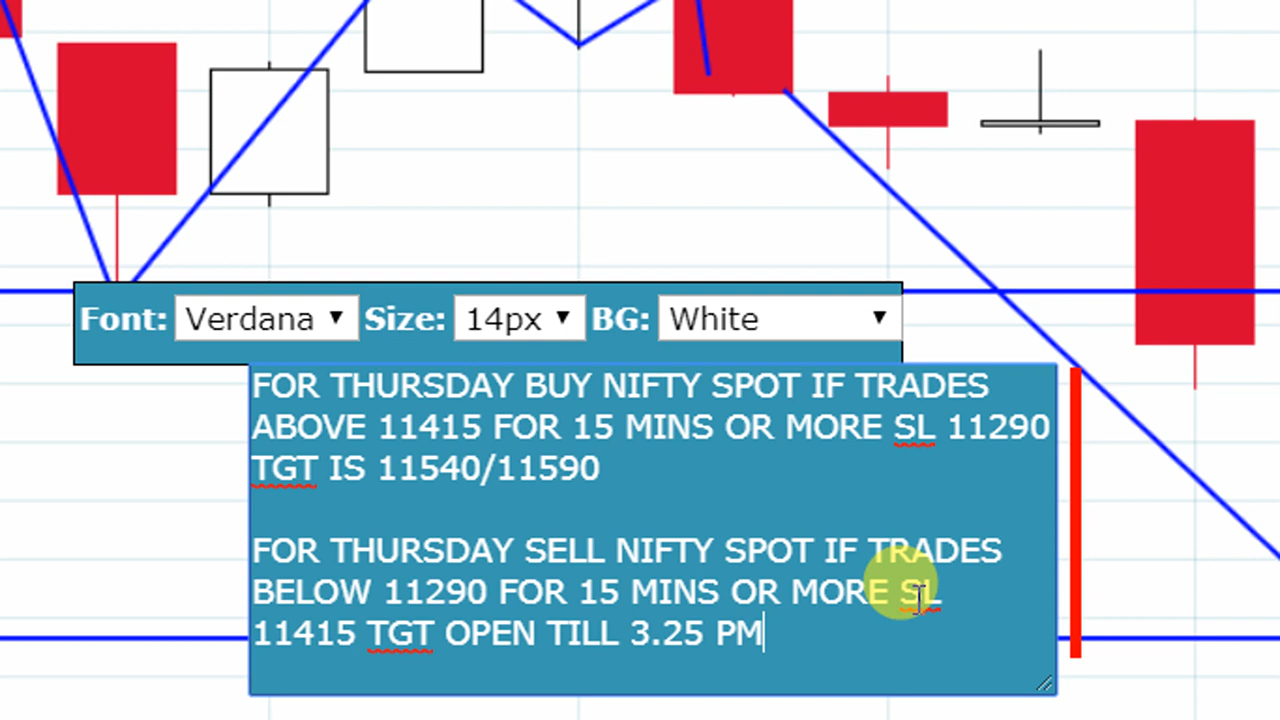 Font: Verdana Size: 14px BG: White
FOR THURSDAY BUY NIFTY SPOT IF TRADES
ABOVE 11415 FOR 15 MINS OR MORE SL 11290
TGT IS 11540/11590
FOR THURSDAY SELL NIFTY SPOT IF TRADES
BELOW 11290 FOR 15 MINS OR MORE SL
11415 TGT OPEN TILL 3.25 PM